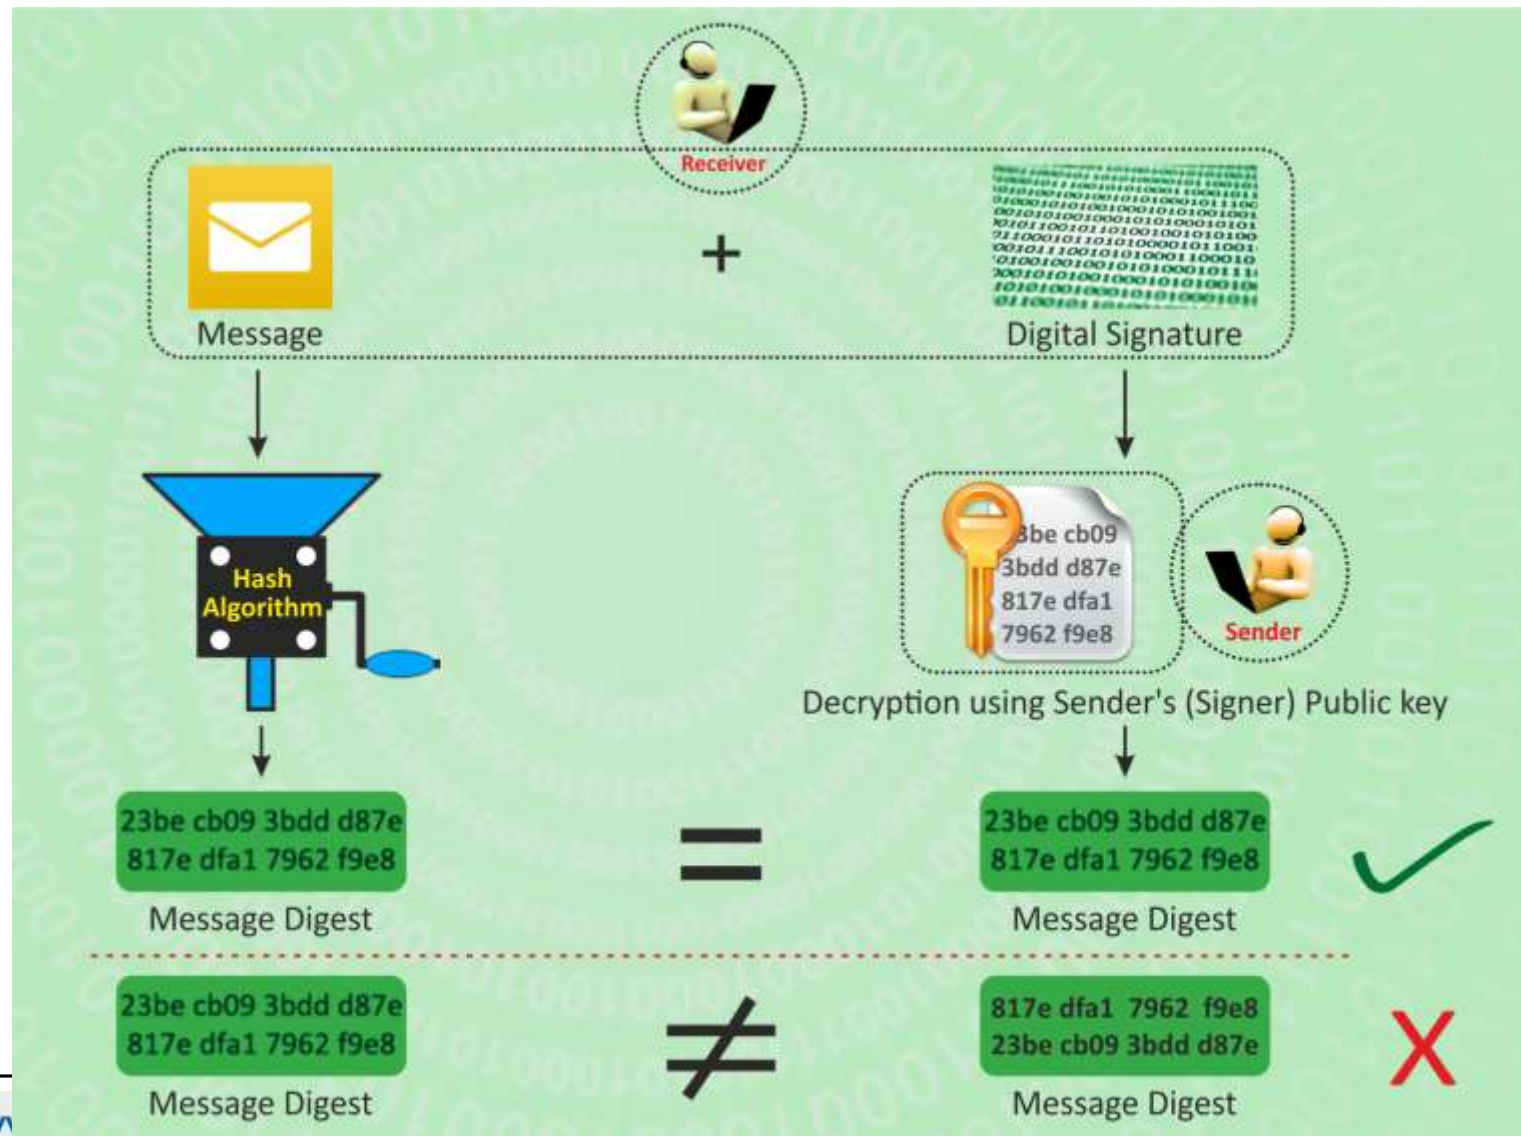 Receiver
+
Message
Digital Signature
Hash
Algorithm
3be cb09
3bdd d87e
817e dfa1
7962 f9e8
Sender
Decryption using Sender's (Signer) Public key
23be cb09 3bdd d87e
817e dfa1 7962 f9e8
Message Digest
=
23be cb09 3bdd d87e
817e dfa1 7962 f9e8
Message Digest
23be cb09 3bdd d87e
817e dfa1 7962 f9e8
Message Digest
≠
817e dfa1 7962 f9e8
23be cb09 3bdd d87e
Message Digest
X